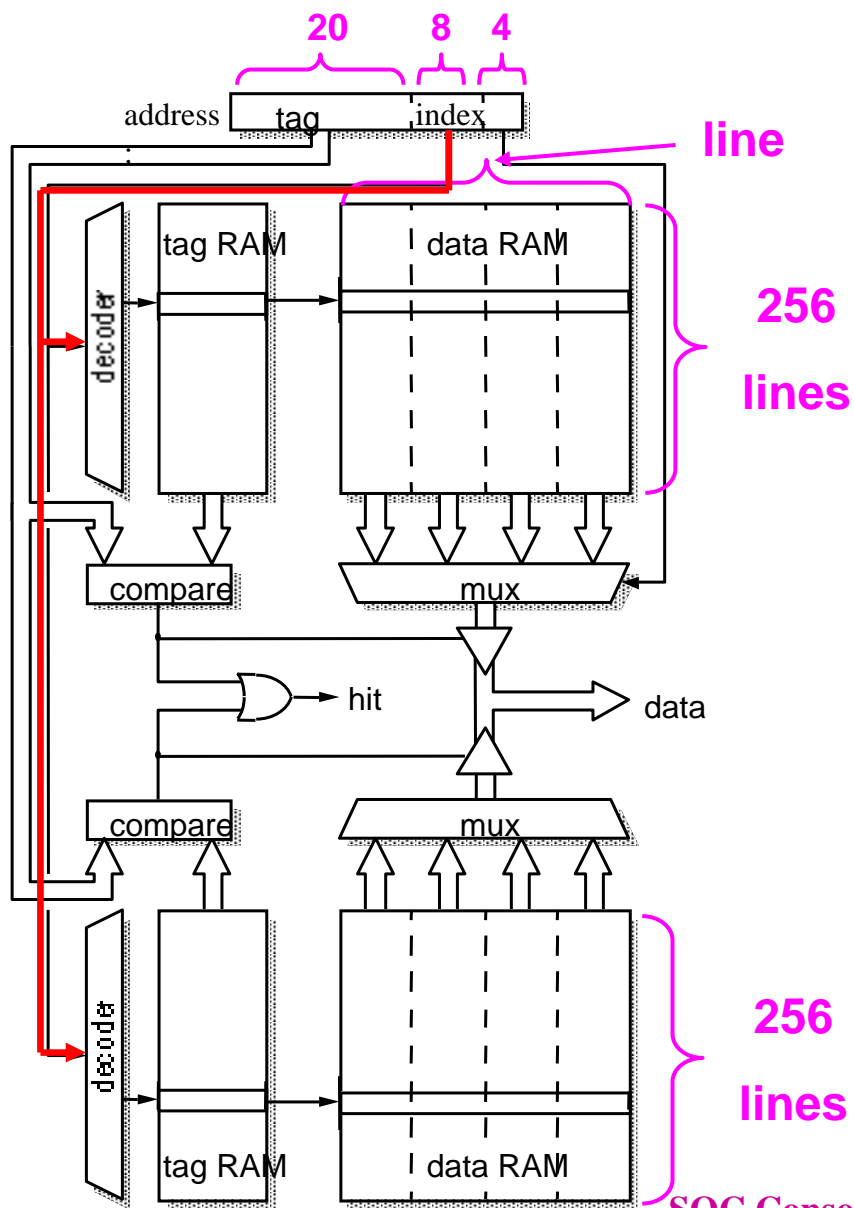 20 8 4
address tag index
line
tag RAM data RAM
decoder
256
lines
compare mux
hit
data
compare mux
decoder
256
lines
tag RAM data RAM
SOC